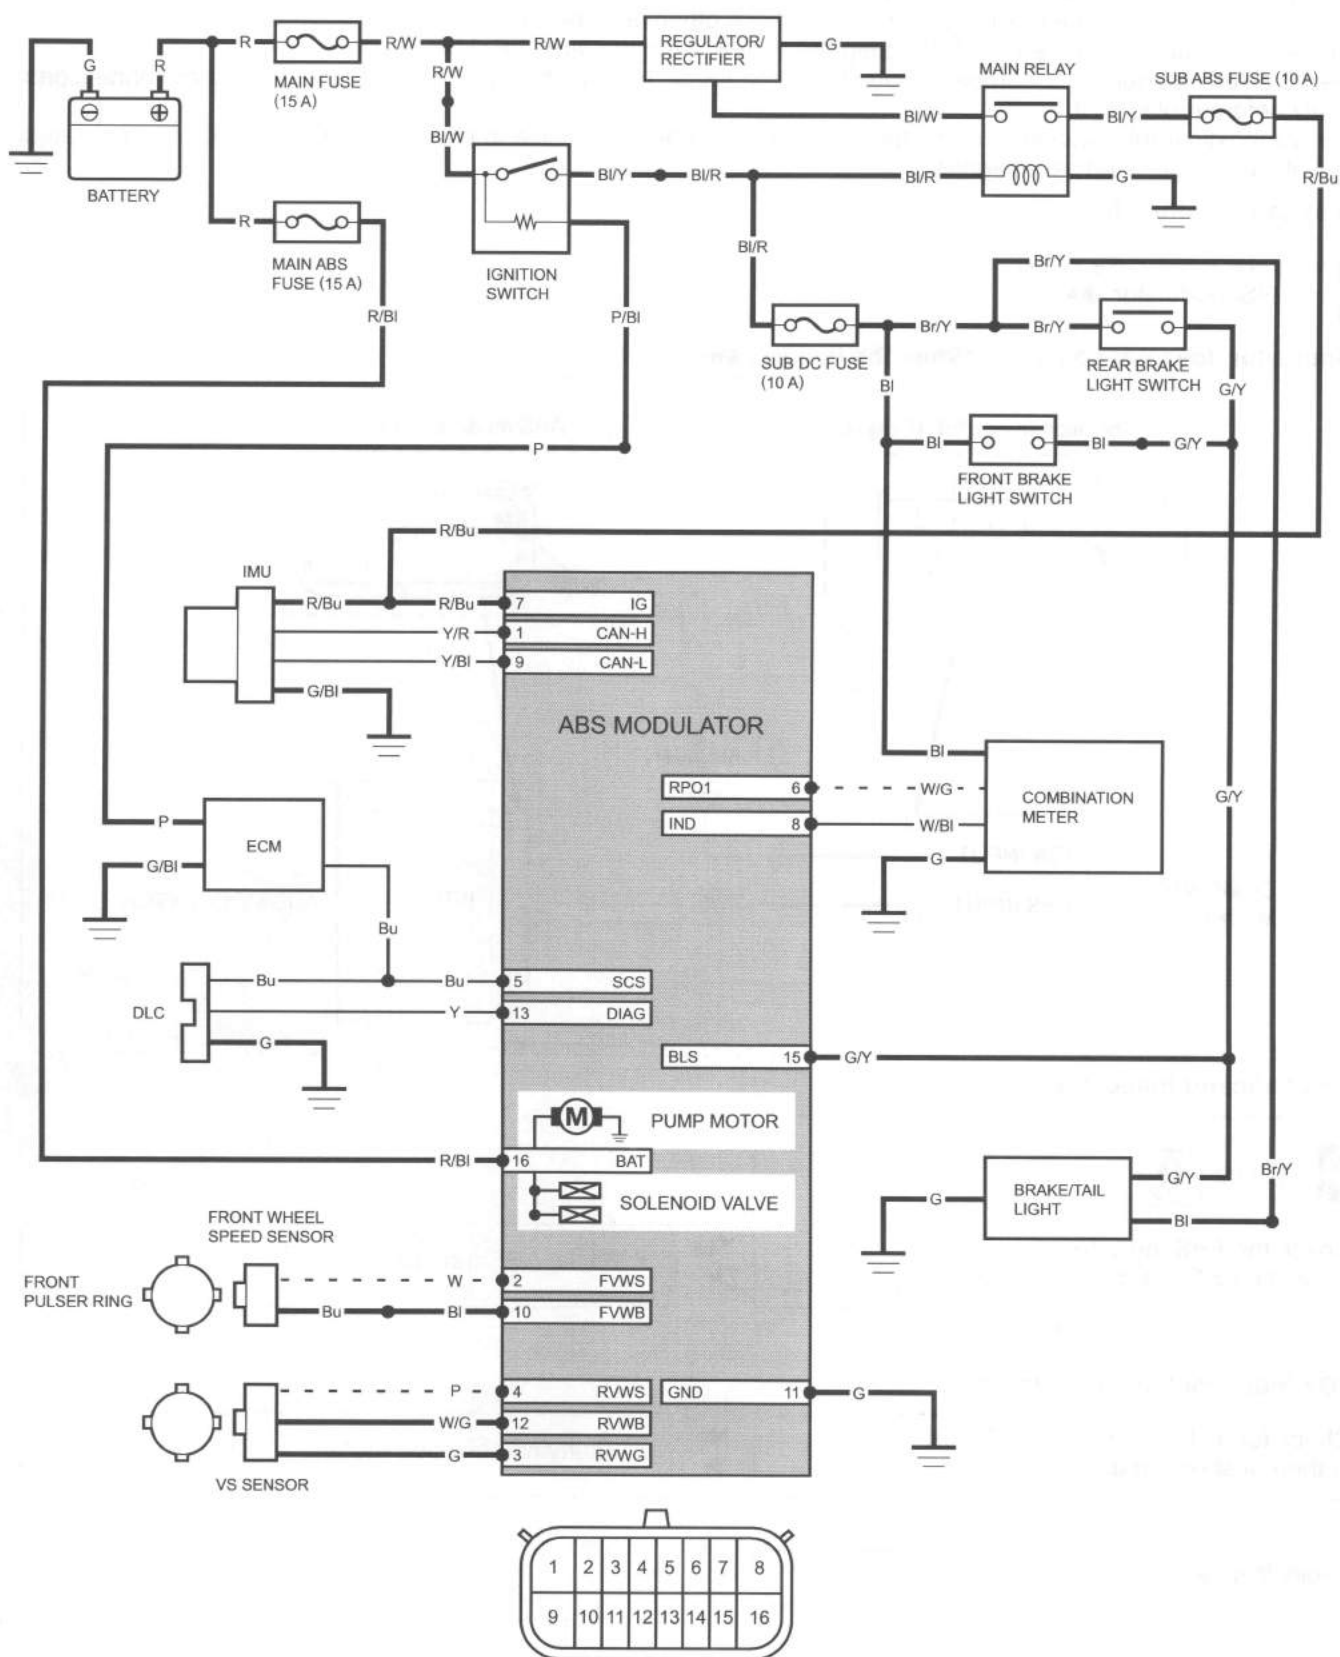 G
R
R
R/W
R/W
REGULATOR/
RECTIFIER
G
MAIN FUSE
(15 A)
R/W
Bl/W
MAIN RELAY
SUB ABS FUSE (10 A)
Bl/W
Bl/Y
R/Bu
BATTERY
Bl/Y
Bl/R
Bl/R
G
R
MAIN ABS
FUSE (15 A)
IGNITION
SWITCH
Bl/R
Br/Y
R/Bl
P/Bl
SUB DC FUSE
(10 A)
Br/Y
Br/Y
REAR BRAKE
LIGHT SWITCH
Bl
G/Y
P
Bl
Bl
G/Y
FRONT BRAKE
LIGHT SWITCH
R/Bu
IMU
R/Bu
R/Bu
7 IG
Y/R
1 CAN-H
Y/Bl
9 CAN-L
G/Bl
ABS MODULATOR
Bl
RPO1 6
W/G
COMBINATION
METER
G/Y
IND 8
W/Bl
G
P
ECM
G/Bl
Bu
DLC
Bu
Bu
5 SCS
Y
13 DIAG
G
BLS 15
G/Y
M
PUMP MOTOR
R/Bl
16 BAT
SOLENOID VALVE
G
BRAKE/TAIL
LIGHT
G/Y
Br/Y
Bl
FRONT WHEEL
SPEED SENSOR
FRONT
PULSER RING
W
2 FVWS
Bu
Bl
10 FVWB
P
4 RVWS
GND 11
G
W/G
12 RVWB
G
3 RVWG
VS SENSOR
1 2 3 4 5 6 7 8
9 10 11 12 13 14 15 16